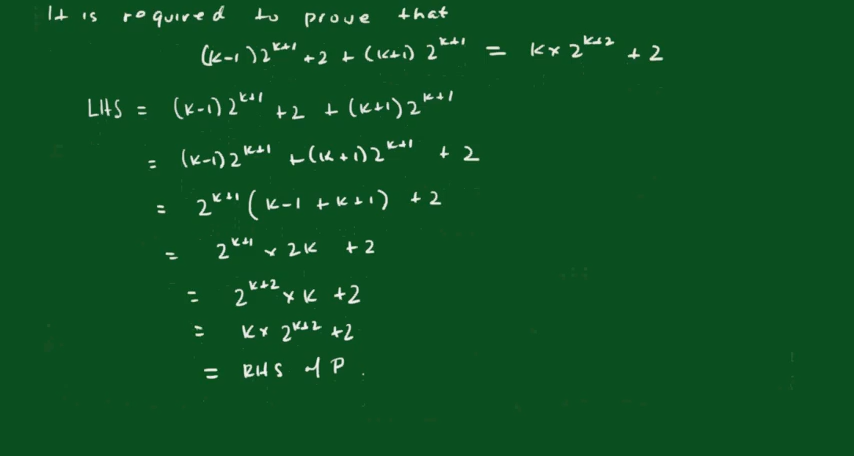 It is required to prove that
(k-1)2^{k+1} + 2 + (k+1) 2^{k+1} = k × 2^{k+2} + 2
LHS = (k-1)2^{k+1} + 2 + (k+1)2^{k+1}
= (k-1)2^{k+1} + (k+1)2^{k+1} + 2
= 2^{k+1} (k-1 + k+1) + 2
= 2^{k+1} × 2k + 2
= 2^{k+2} × k + 2
= k × 2^{k+2} + 2
= RHS of P.